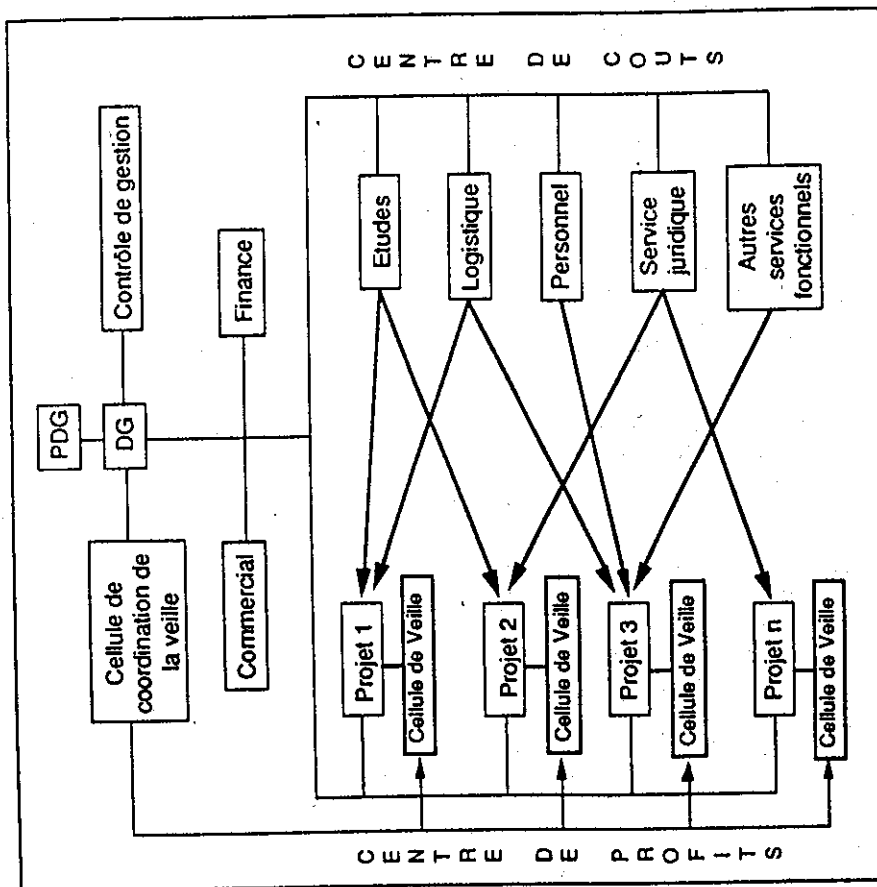 PDG
DG
Contrôle de gestion
Cellule de
coordination de
la veille
Commercial
Finance
CENTRE DE PROFITS
Projet 1
Cellule de Veille
Projet 2
Cellule de Veille
Projet 3
Cellule de Veille
Projet n
Cellule de Veille
Etudes
Logistique
Personnel
Service
juridique
Autres
services
fonctionnels
CENTRE DE COUTS